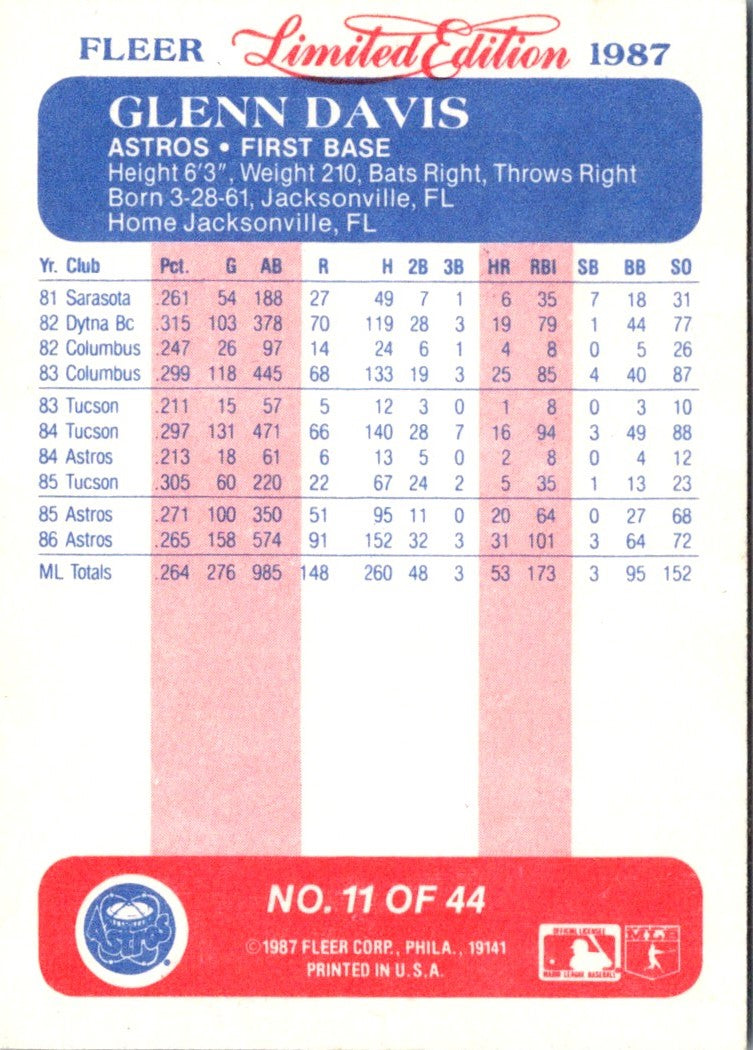 FLEER Limited Edition 1987
GLENN DAVIS
ASTROS • FIRST BASE
Height 6'3", Weight 210, Bats Right, Throws Right
Born 3-28-61, Jacksonville, FL
Home Jacksonville, FL
Yr. Club Pct. G AB R H 2B 3B HR RBI SB BB SO
81 Sarasota .261 54 188 27 49 7 1 6 35 7 18 31
82 Dytna Bc .315 103 378 70 119 28 3 19 79 1 44 77
82 Columbus .247 26 97 14 24 6 1 4 8 0 5 26
83 Columbus .299 118 445 68 133 19 3 25 85 4 40 87
83 Tucson .211 15 57 5 12 3 0 1 8 0 3 10
84 Tucson .297 131 471 66 140 28 7 16 94 3 49 88
84 Astros .213 18 61 6 13 5 0 2 8 0 4 12
85 Tucson .305 60 220 22 67 24 2 5 35 1 13 23
85 Astros .271 100 350 51 95 11 0 20 64 0 27 68
86 Astros .265 158 574 91 152 32 3 31 101 3 64 72
ML Totals .264 276 985 148 260 48 3 53 173 3 95 152
NO. 11 OF 44
Astros ®
©1987 FLEER CORP., PHILA., 19141
PRINTED IN U.S.A.
OFFICIAL LICENSEE
MAJOR LEAGUE BASEBALL